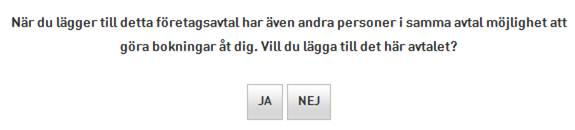 När du lägger till detta företagsavtal har även andra personer i samma avtal möjlighet att
göra bokningar åt dig. Vill du lägga till det här avtalet?
JA NEJ